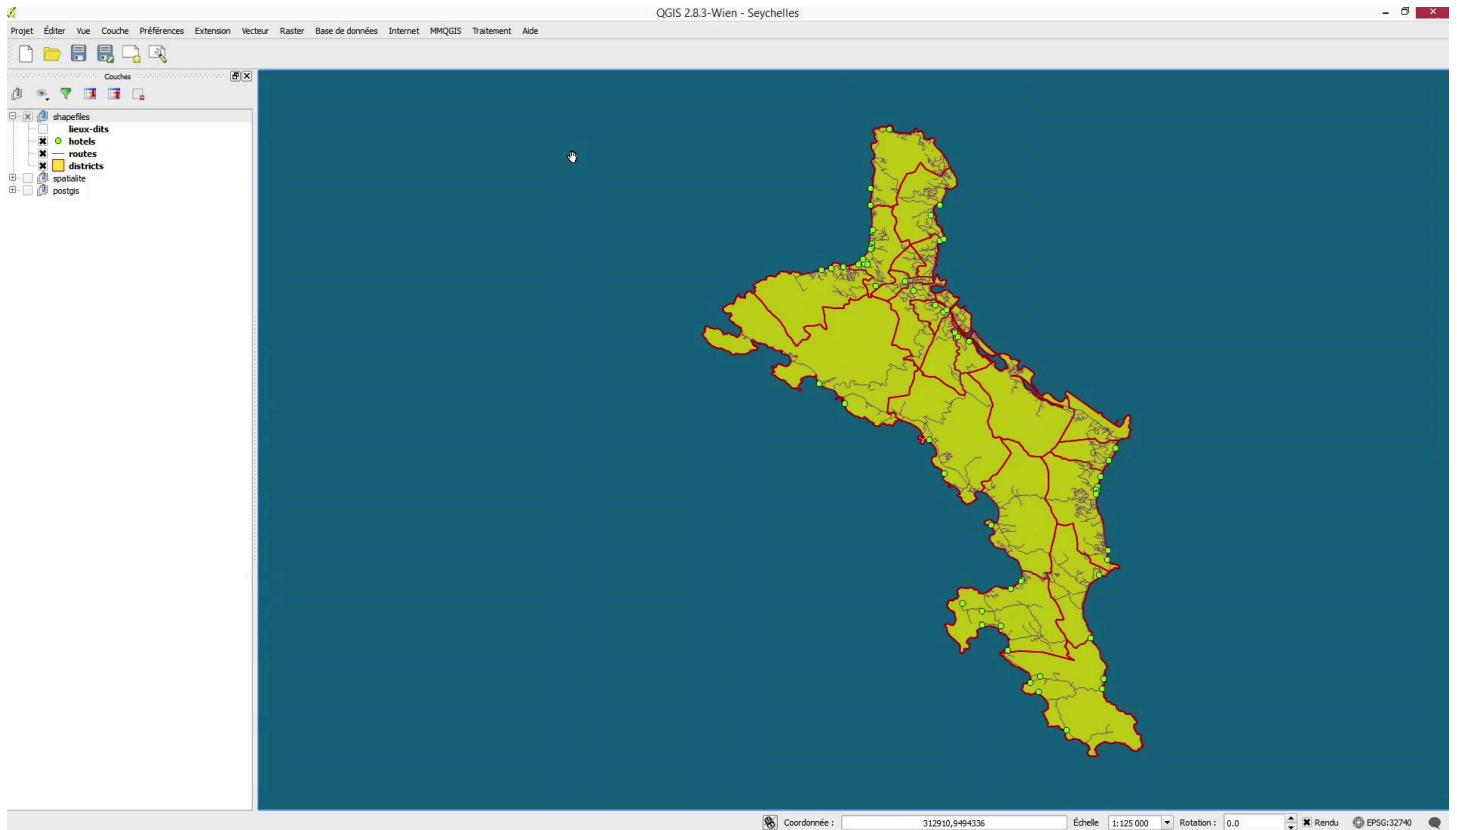 QGIS 2.8.3-Wien - Seychelles
Projet Éditer Vue Couche Préférences Extension Vecteur Raster Base de données Internet MMQGIS Traitement Aide
Couches
shapefiles
lieux-dits
hotels
routes
districts
spatialite
postgis
Coordonnée : 312910,9494336 Échelle 1:125 000 Rotation : 0.0 Rendu EPSG:32740